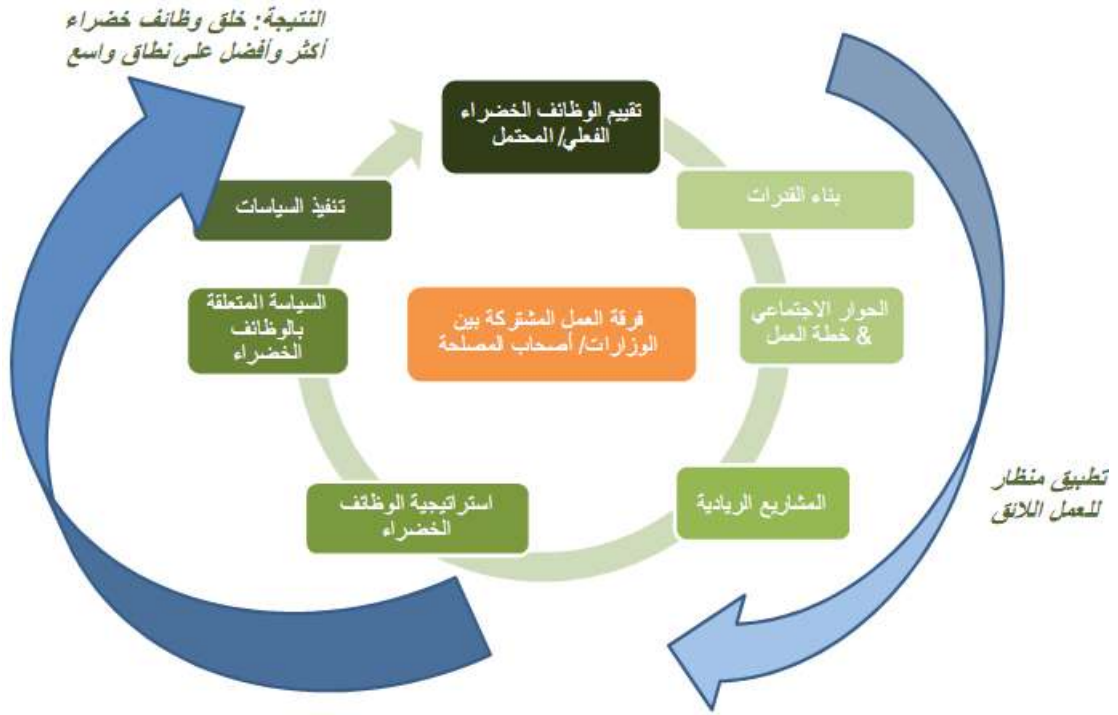 النتيجة: خلق وظائف خضراء
أكثر وأفضل على نطاق واسع
تقييم الوظائف الخضراء
الفعلي/ المحتمل
بناء القدرات
الحوار الاجتماعي
& خطة العمل
المشاريع الريادية
استراتيجية الوظائف
الخضراء
السياسة المتعلقة
بالوظائف
الخضراء
تنفيذ السياسات
فرقة العمل المشتركة بين
الوزارات/ أصحاب المصلحة
تطبيق منظار
للعمل اللائق